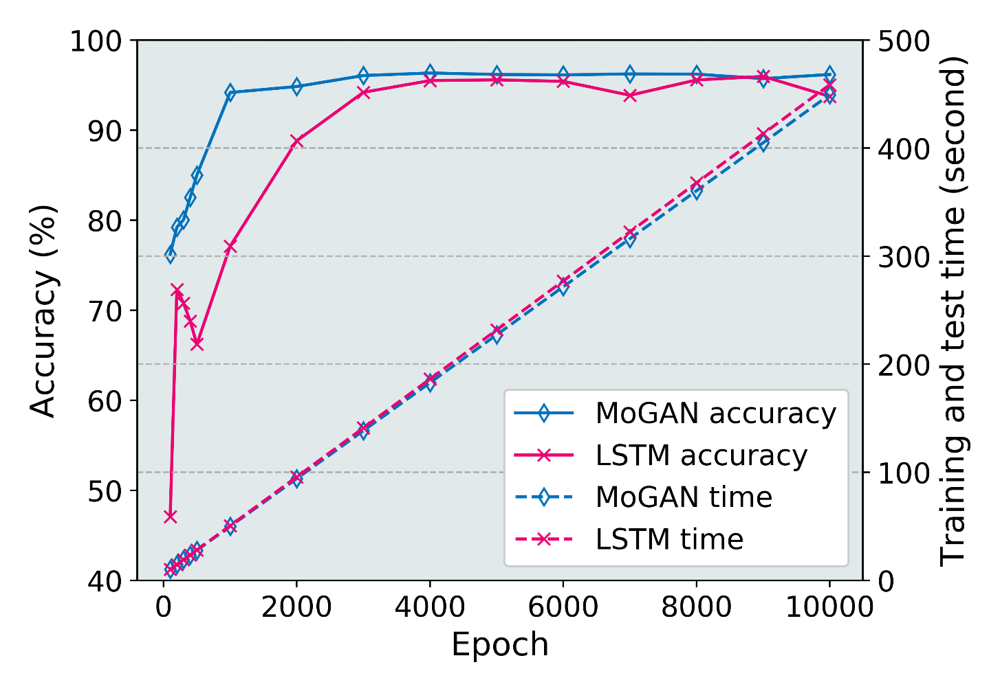 100
90
80
70
60
50
40
Accuracy (%)
500
400
300
200
100
0
Training and test time (second)
MoGAN accuracy
LSTM accuracy
MoGAN time
LSTM time
0 2000 4000 6000 8000 10000
Epoch